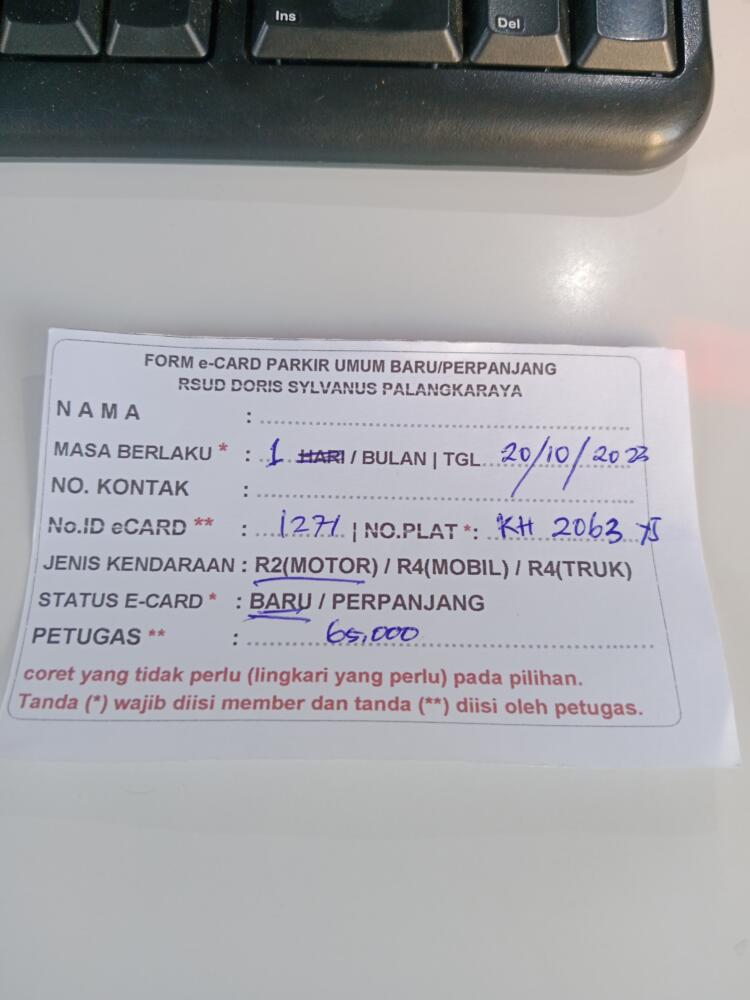 Ins
Del
FORM e-CARD PARKIR UMUM BARU/PERPANJANG
RSUD DORIS SYLVANUS PALANGKARAYA
NAMA :
MASA BERLAKU * : 1 HARI / BULAN | TGL 20/10/2023
NO. KONTAK :
No.ID eCARD ** : 1271 | NO.PLAT *: KH 2063
JENIS KENDARAAN : R2(MOTOR) / R4(MOBIL) / R4(TRUK)
STATUS E-CARD * : BARU / PERPANJANG
PETUGAS ** : 65,000
coret yang tidak perlu (lingkari yang perlu) pada pilihan.
Tanda (*) wajib diisi member dan tanda (**) diisi oleh petugas.